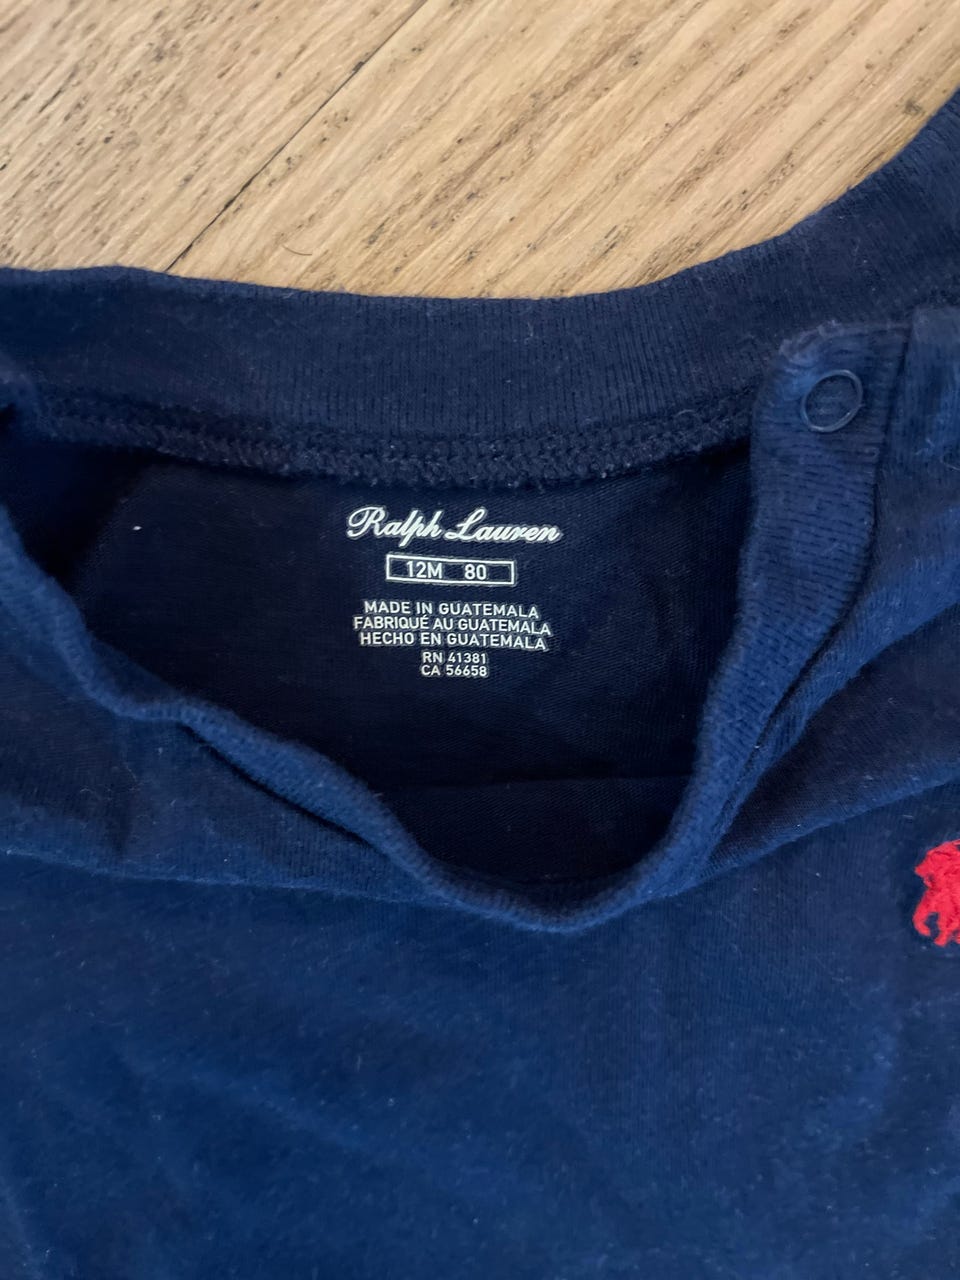 Ralph Lauren
12M 80
MADE IN GUATEMALA
FABRIQUÉ AU GUATEMALA
HECHO EN GUATEMALA
RN 41381
CA 56658